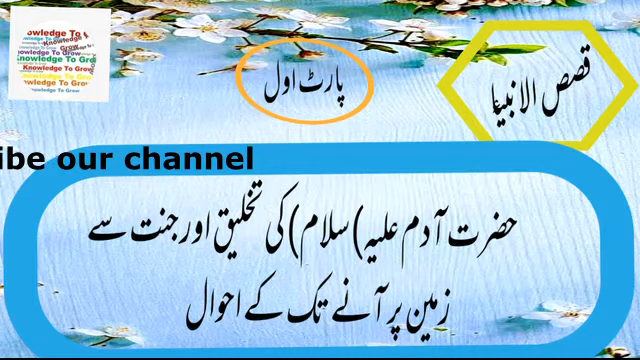 Knowledge To Grow
قصص الانبیاء
پارٹ اول
ibe our channel
حضرت آدم علیہ)سلام)کی تخلیق اور جنت سے
زمین پر آنے تک کے احوال